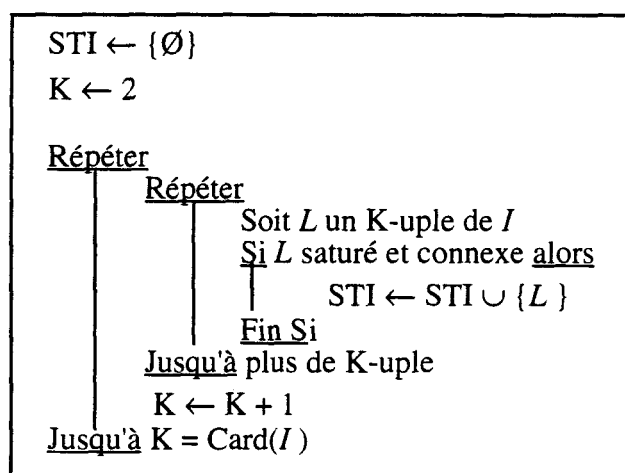 STI ← {Ø}
K ← 2
Répéter
Répéter
Soit L un K-uple de I
Si L saturé et connexe alors
STI ← STI ∪ {L }
Fin Si
Jusqu'à plus de K-uple
K ← K + 1
Jusqu'à K = Card(I )